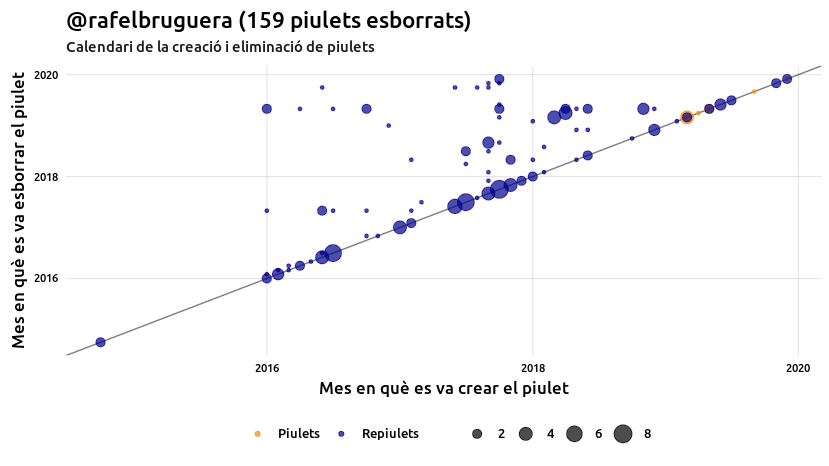 @rafelbruguera (159 piulets esborrats)
Calendari de la creació i eliminació de piulets
Mes en què es va esborrar el piulet
2020
2018
2016
2016 2018 2020
Mes en què es va crear el piulet
Piulets Repiulets 2 4 6 8